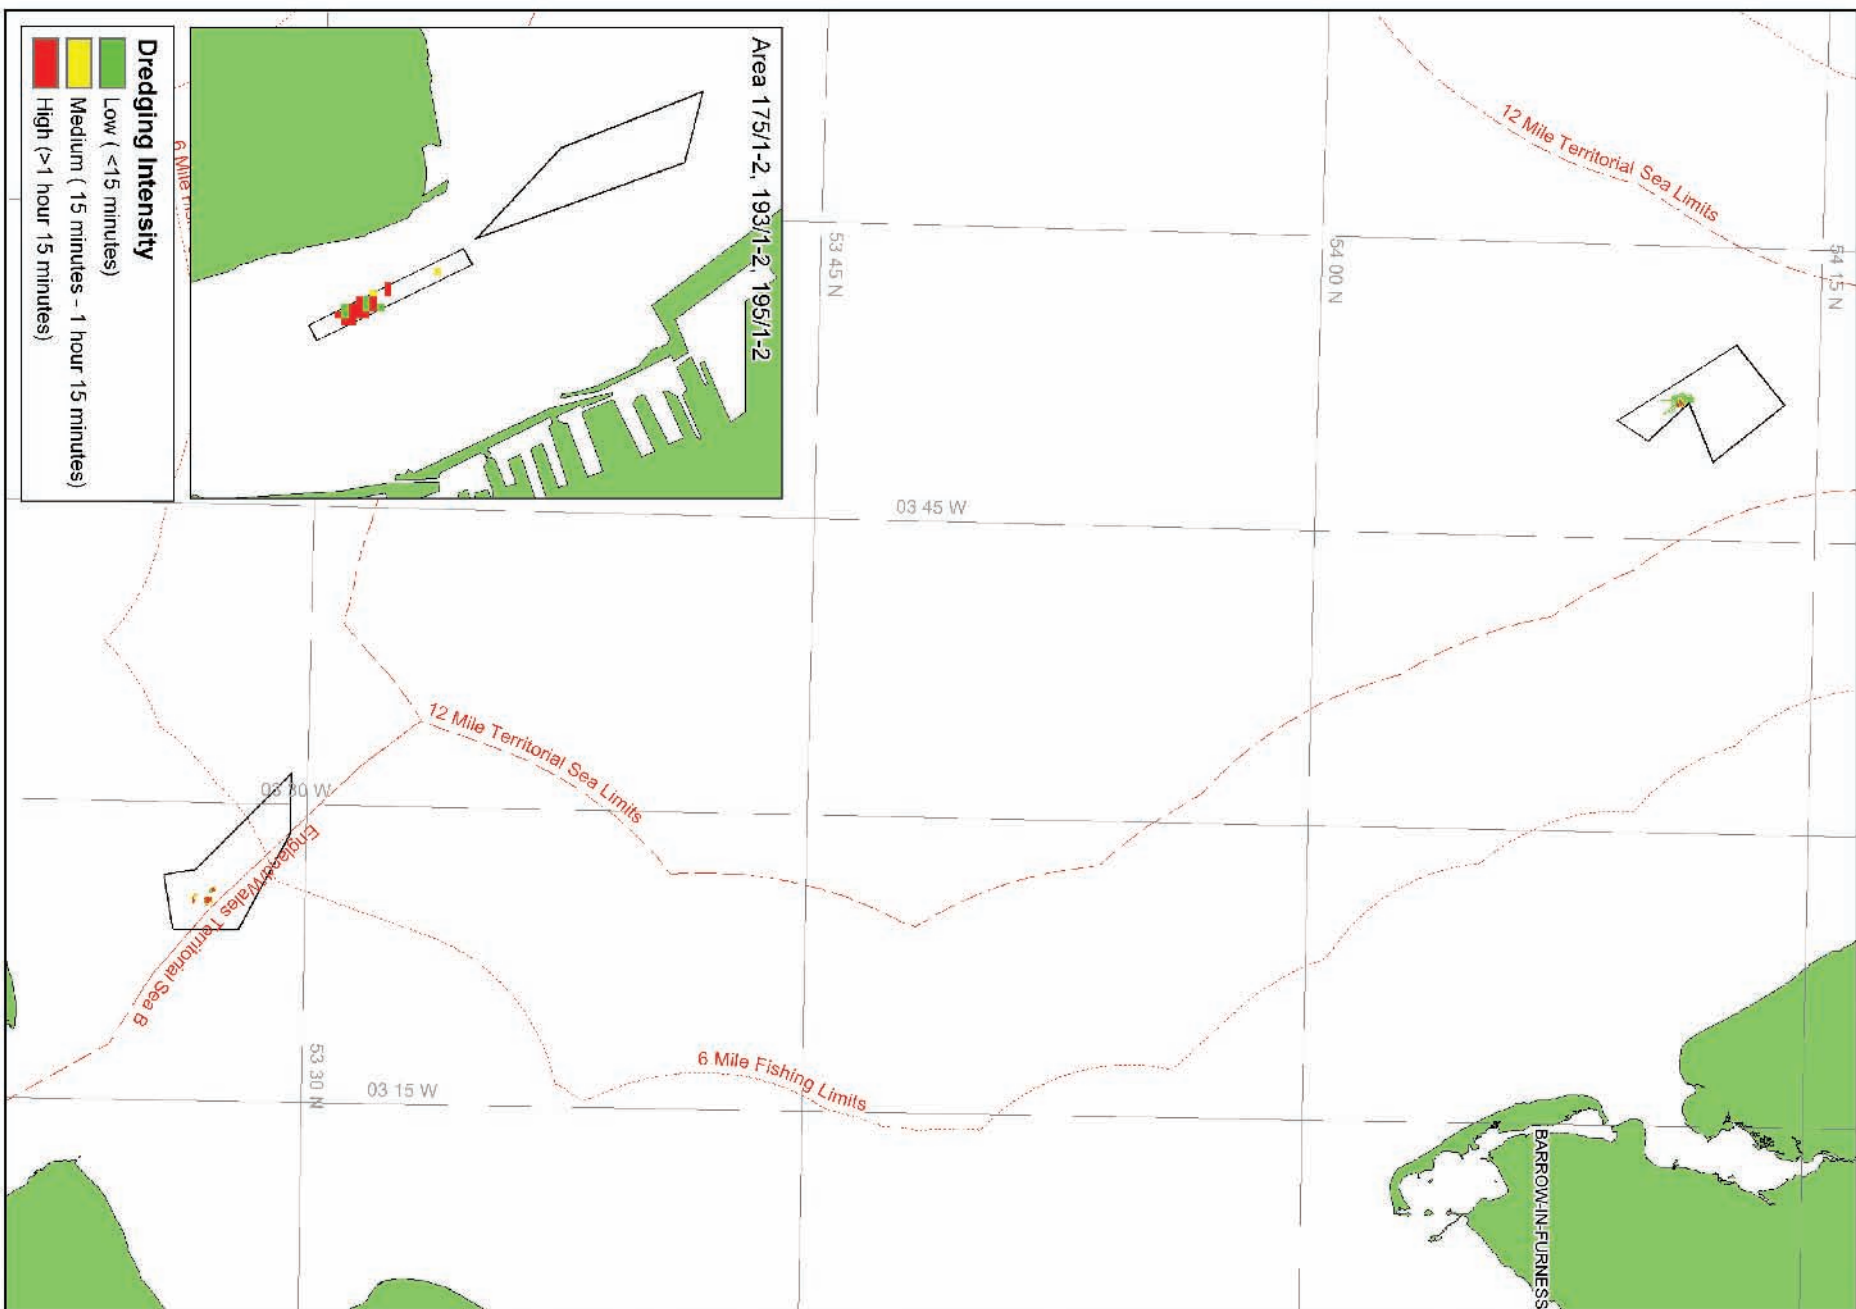 Area 175/1-2, 193/1-2, 195/1-2
Dredging Intensity
Low ( <15 minutes)
Medium ( 15 minutes - 1 hour 15 minutes)
High (>1 hour 15 minutes)
12 Mile Territorial Sea Limits
54 15 N
54 00 N
53 45 N
03 45 W
12 Mile Territorial Sea Limits
03 30 W
England/Wales Territorial Sea B
53 30 N
03 15 W
6 Mile Fishing Limits
BARROW-IN-FURNESS
6 Mile